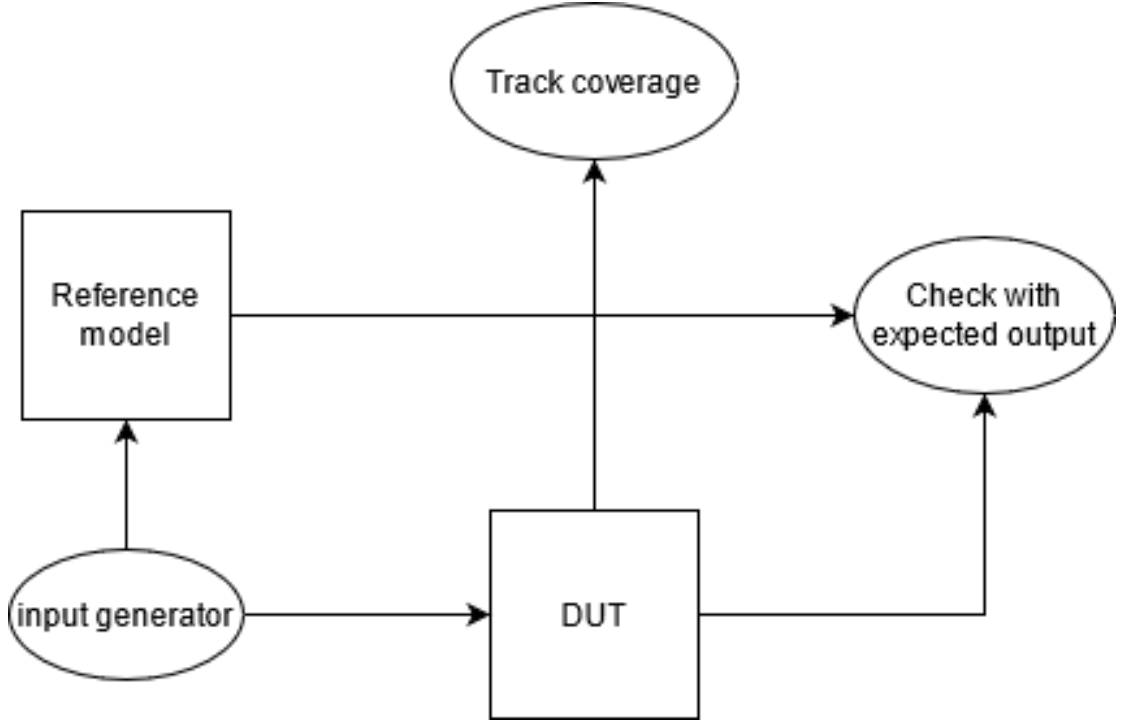 Track coverage
Reference
model
Check with
expected output
input generator
DUT